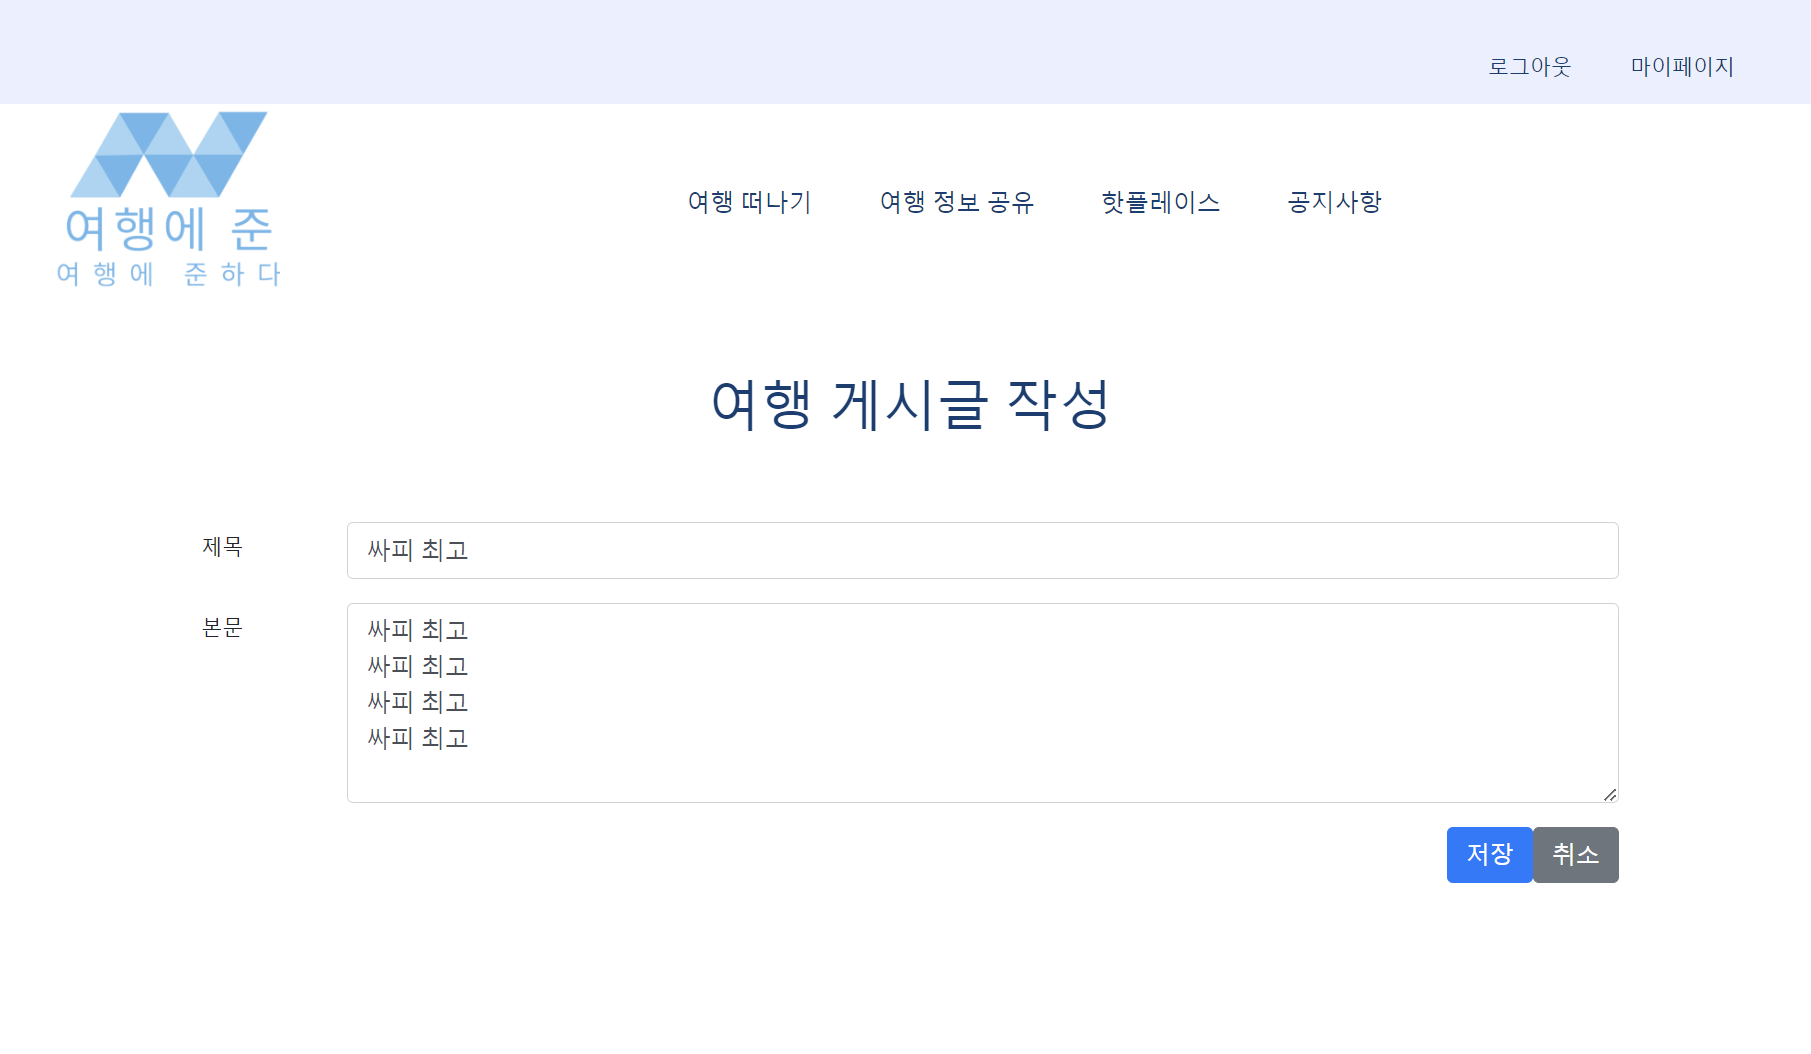 로그아웃 마이페이지
여행에 준
여행에 준하다
여행 떠나기 여행 정보 공유 핫플레이스 공지사항
여행 게시글 작성
제목 싸피 최고
본문 싸피 최고
싸피 최고
싸피 최고
싸피 최고
저장 취소